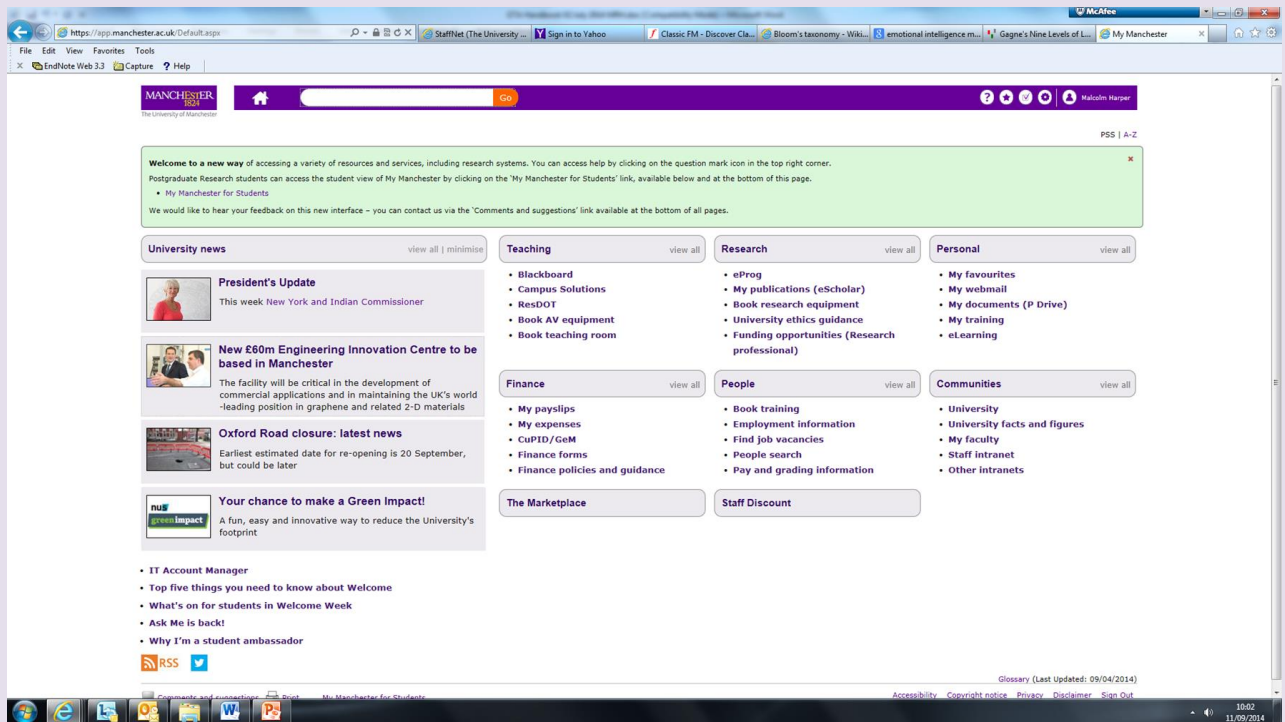 McAfee
https://app.manchester.ac.uk/Default.aspx
StaffNet (The University ...
Sign in to Yahoo
Classic FM - Discover Cla...
Bloom's taxonomy - Wiki...
emotional intelligence m...
Gagne's Nine Levels of L...
My Manchester
File Edit View Favorites Tools
EndNote Web 3.3 Capture ? Help
MANCHESTER
1824
The University of Manchester
Go
Malcolm Harper
PSS | A-Z
Welcome to a new way of accessing a variety of resources and services, including research systems. You can access help by clicking on the question mark icon in the top right corner.
Postgraduate Research students can access the student view of My Manchester by clicking on the 'My Manchester for Students' link, available below and at the bottom of this page.
• My Manchester for Students
We would like to hear your feedback on this new interface – you can contact us via the 'Comments and suggestions' link available at the bottom of all pages.
University news view all | minimise
President's Update
This week New York and Indian Commissioner
New £60m Engineering Innovation Centre to be
based in Manchester
The facility will be critical in the development of
commercial applications and in maintaining the UK's world
-leading position in graphene and related 2-D materials
Oxford Road closure: latest news
Earliest estimated date for re-opening is 20 September,
but could be later
nus
green impact
Your chance to make a Green Impact!
A fun, easy and innovative way to reduce the University's
footprint
• IT Account Manager
• Top five things you need to know about Welcome
• What's on for students in Welcome Week
• Ask Me is back!
• Why I'm a student ambassador
RSS
Teaching view all
• Blackboard
• Campus Solutions
• ResDOT
• Book AV equipment
• Book teaching room
Research view all
• eProg
• My publications (eScholar)
• Book research equipment
• University ethics guidance
• Funding opportunities (Research
professional)
Personal view all
• My favourites
• My webmail
• My documents (P Drive)
• My training
• eLearning
Finance view all
• My payslips
• My expenses
• CuPID/GeM
• Finance forms
• Finance policies and guidance
People view all
• Book training
• Employment information
• Find job vacancies
• People search
• Pay and grading information
Communities view all
• University
• University facts and figures
• My faculty
• Staff intranet
• Other intranets
The Marketplace
Staff Discount
Glossary (Last Updated: 09/04/2014)
Comments and suggestions Print My Manchester for Students
Accessibility Copyright notice Privacy Disclaimer Sign Out
10:02
11/09/2014